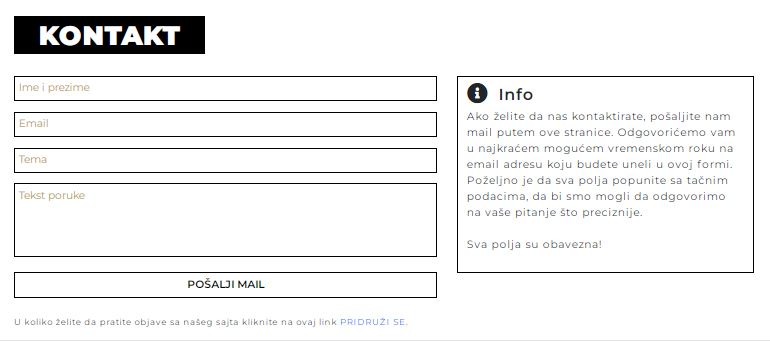 KONTAKT
Ime i prezime
Email
Tema
Tekst poruke
POŠALJI MAIL
U koliko želite da pratite objave sa našeg sajta kliknite na ovaj link PRIDRUŽI SE.
Info
Ako želite da nas kontaktirate, pošaljite nam
mail putem ove stranice. Odgovorićemo vam
u najkraćem mogućem vremenskom roku na
email adresu koju budete uneli u ovoj formi.
Poželjno je da sva polja popunite sa tačnim
podacima, da bi smo mogli da odgovorimo
na vaše pitanje što preciznije.
Sva polja su obavezna!